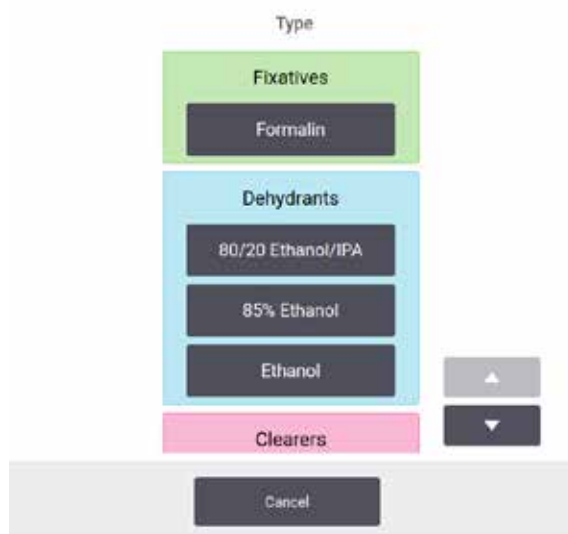 Type
Fixatives
Formalin
Dehydrants
80/20 Ethanol/IPA
85% Ethanol
Ethanol
Clearers
Cancel